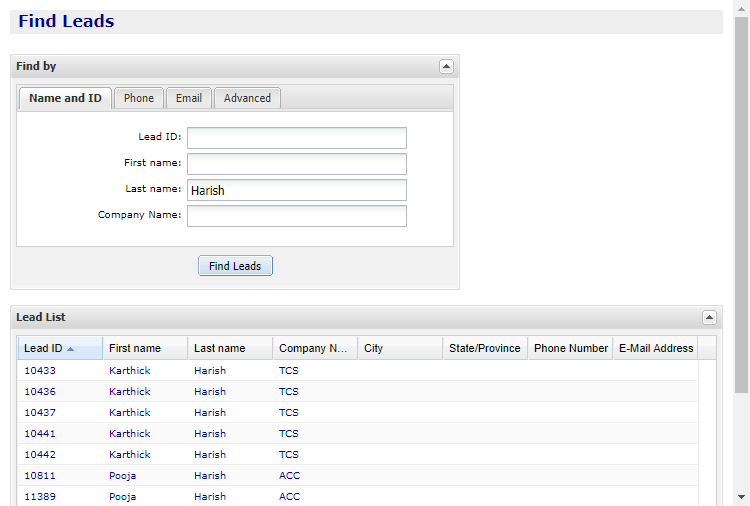 Find Leads
Find by
Name and ID Phone Email Advanced
Lead ID:
First name:
Last name: Harish
Company Name:
Find Leads
Lead List
Lead ID First name Last name Company N... City State/Province Phone Number E-Mail Address
10433 Karthick Harish TCS
10436 Karthick Harish TCS
10437 Karthick Harish TCS
10441 Karthick Harish TCS
10442 Karthick Harish TCS
10811 Pooja Harish ACC
11389 Pooja Harish ACC